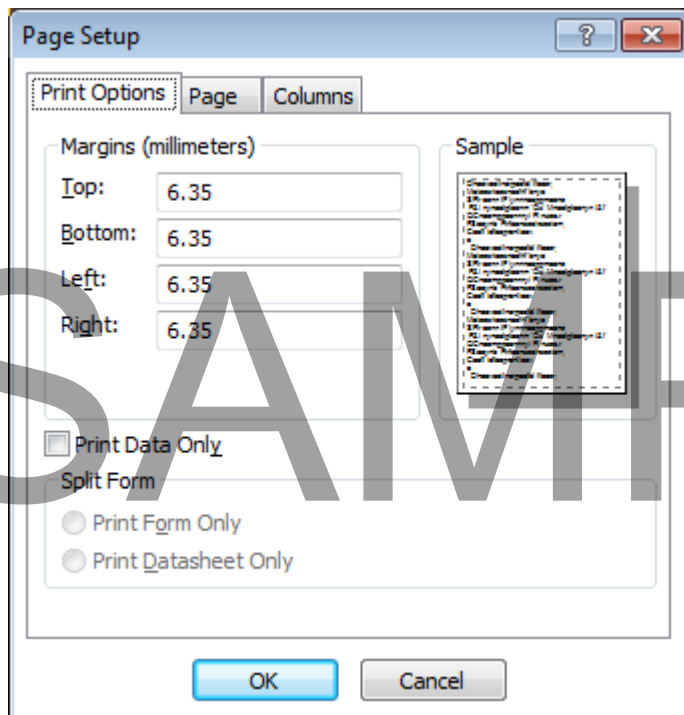 Page Setup
Print Options Page Columns
Margins (millimeters)
Top: 6.35
Bottom: 6.35
Left: 6.35
Right: 6.35
Sample
Print Data Only
Split Form
Print Form Only
Print Datasheet Only
OK Cancel